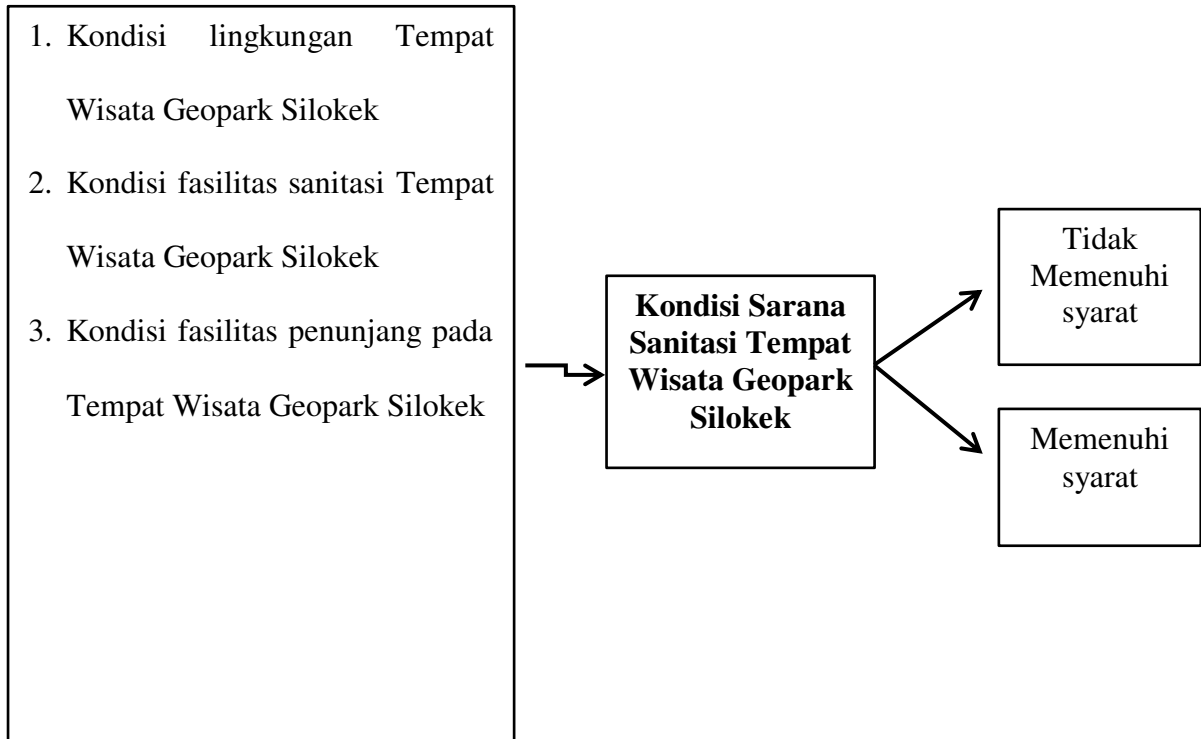 1. Kondisi lingkungan Tempat
Wisata Geopark Silokek
2. Kondisi fasilitas sanitasi Tempat
Wisata Geopark Silokek
3. Kondisi fasilitas penunjang pada
Tempat Wisata Geopark Silokek
Kondisi Sarana
Sanitasi Tempat
Wisata Geopark
Silokek
Tidak
Memenuhi
syarat
Memenuhi
syarat